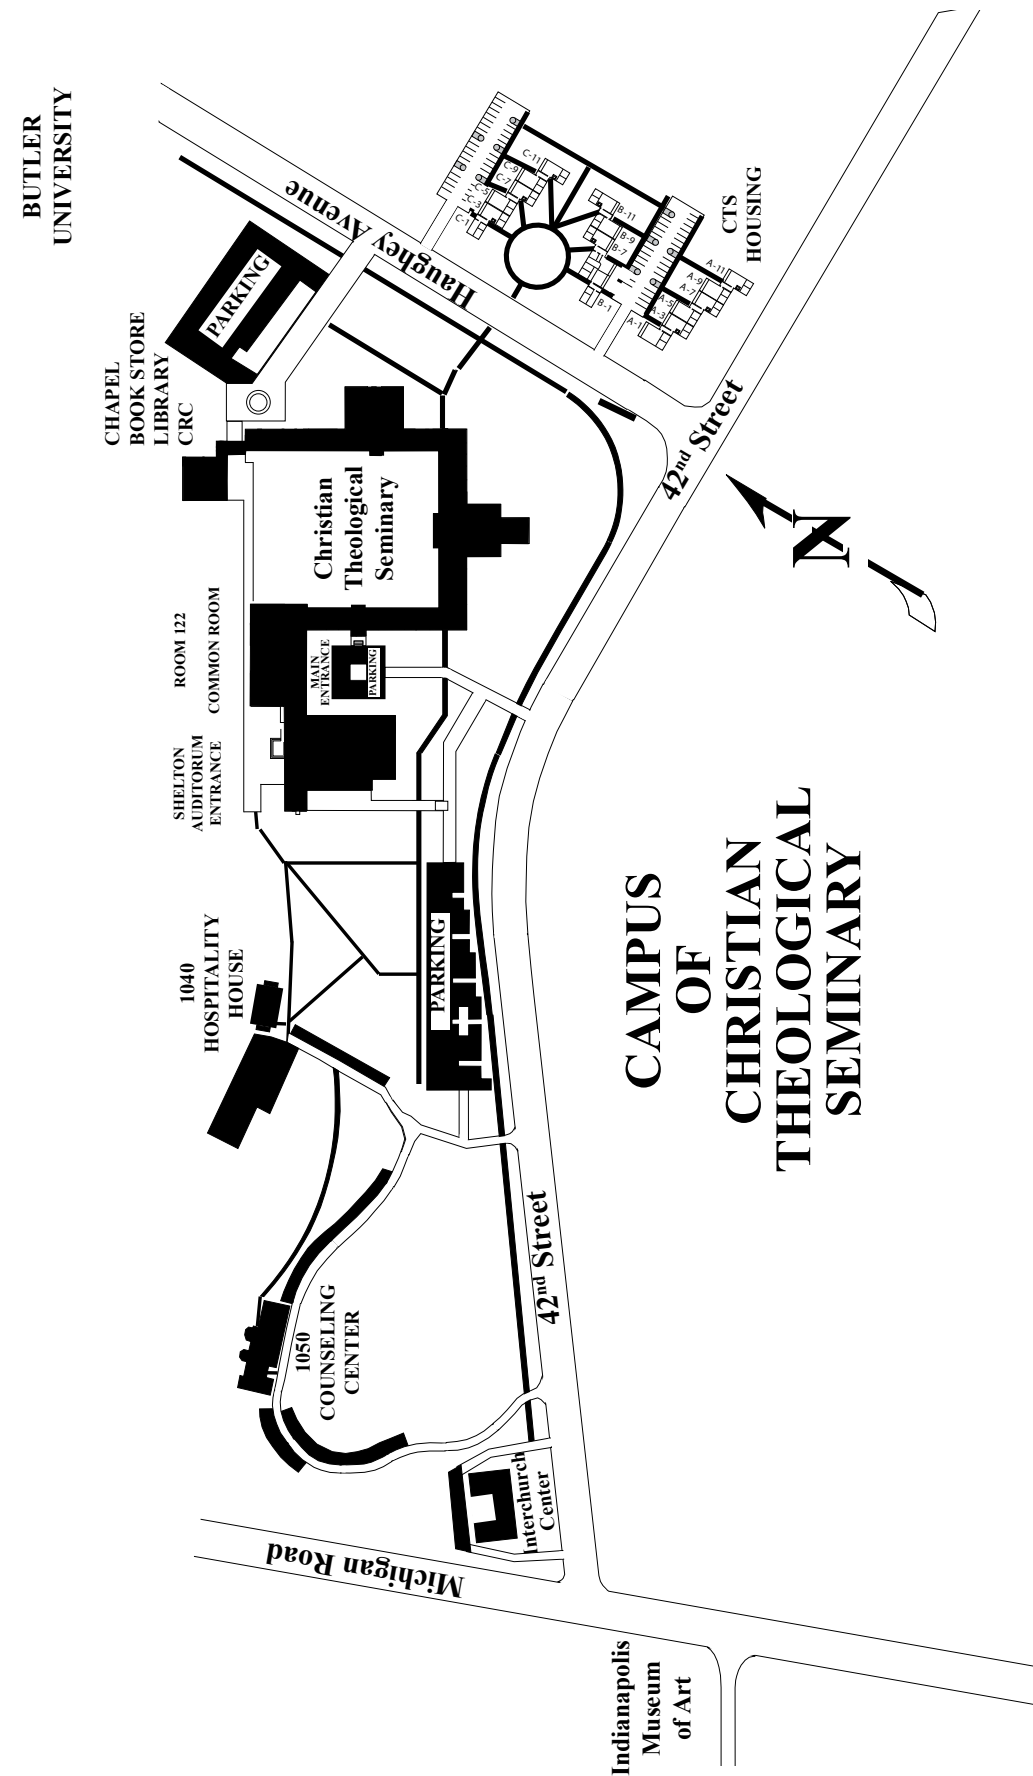 BUTLER
UNIVERSITY
PARKING
CHAPEL
BOOK STORE
LIBRARY
CRC
Haughey Avenue
C-11
C-9
C-7
C-5
C-3
C-1
B-11
B-9
B-7
B-1
A-11
A-9
A-7
A-5
A-3
A-1
CTS
HOUSING
42nd Street
N
Christian
Theological
Seminary
ROOM 122
COMMON ROOM
MAIN
ENTRANCE
PARKING
SHELTON
AUDITORUM
ENTRANCE
1040
HOSPITALITY
HOUSE
PARKING
CAMPUS
OF
CHRISTIAN
THEOLOGICAL
SEMINARY
42nd Street
1050
COUNSELING
CENTER
Interchurch
Center
Michigan Road
Indianapolis
Museum
of Art